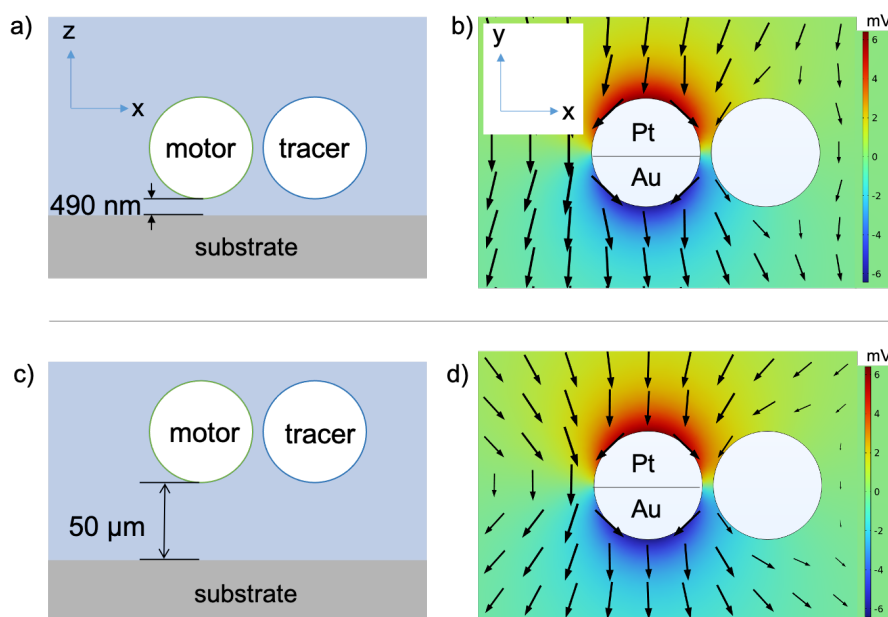 a)
z
x
motor
tracer
490 nm
substrate
b)
y
x
Pt
Au
mV
6
4
2
0
-2
-4
-6
c)
motor
tracer
50 µm
substrate
d)
Pt
Au
mV
6
4
2
0
-2
-4
-6